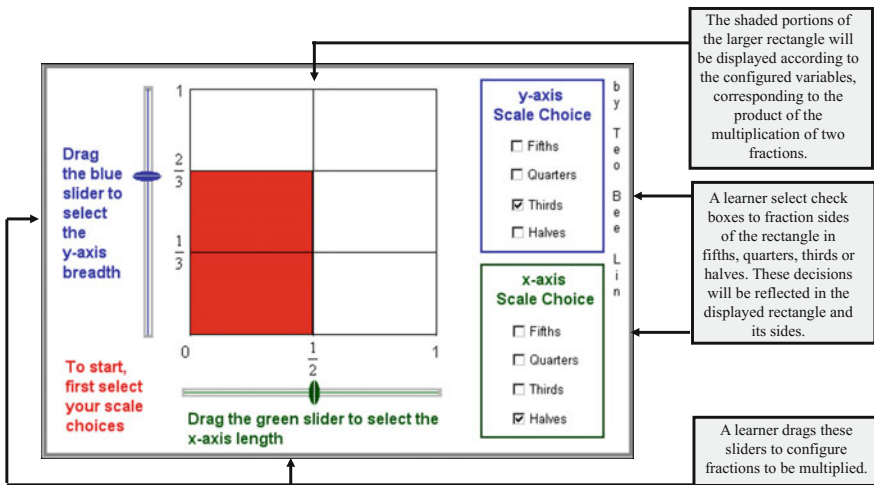 The shaded portions of
the larger rectangle will
be displayed according to
the configured variables,
corresponding to the
product of the
multiplication of two
fractions.
1
2
3
1
3
0
1
2
1
Drag
the blue
slider to
select
the
y-axis
breadth
To start,
first select
your scale
choices
Drag the green slider to select the
x-axis length
y-axis
Scale Choice
Fifths
Quarters
Thirds
Halves
x-axis
Scale Choice
Fifths
Quarters
Thirds
Halves
by Teo Bee Lin
A learner select check
boxes to fraction sides
of the rectangle in
fifths, quarters, thirds or
halves. These decisions
will be reflected in the
displayed rectangle and
its sides.
A learner drags these
sliders to configure
fractions to be multiplied.